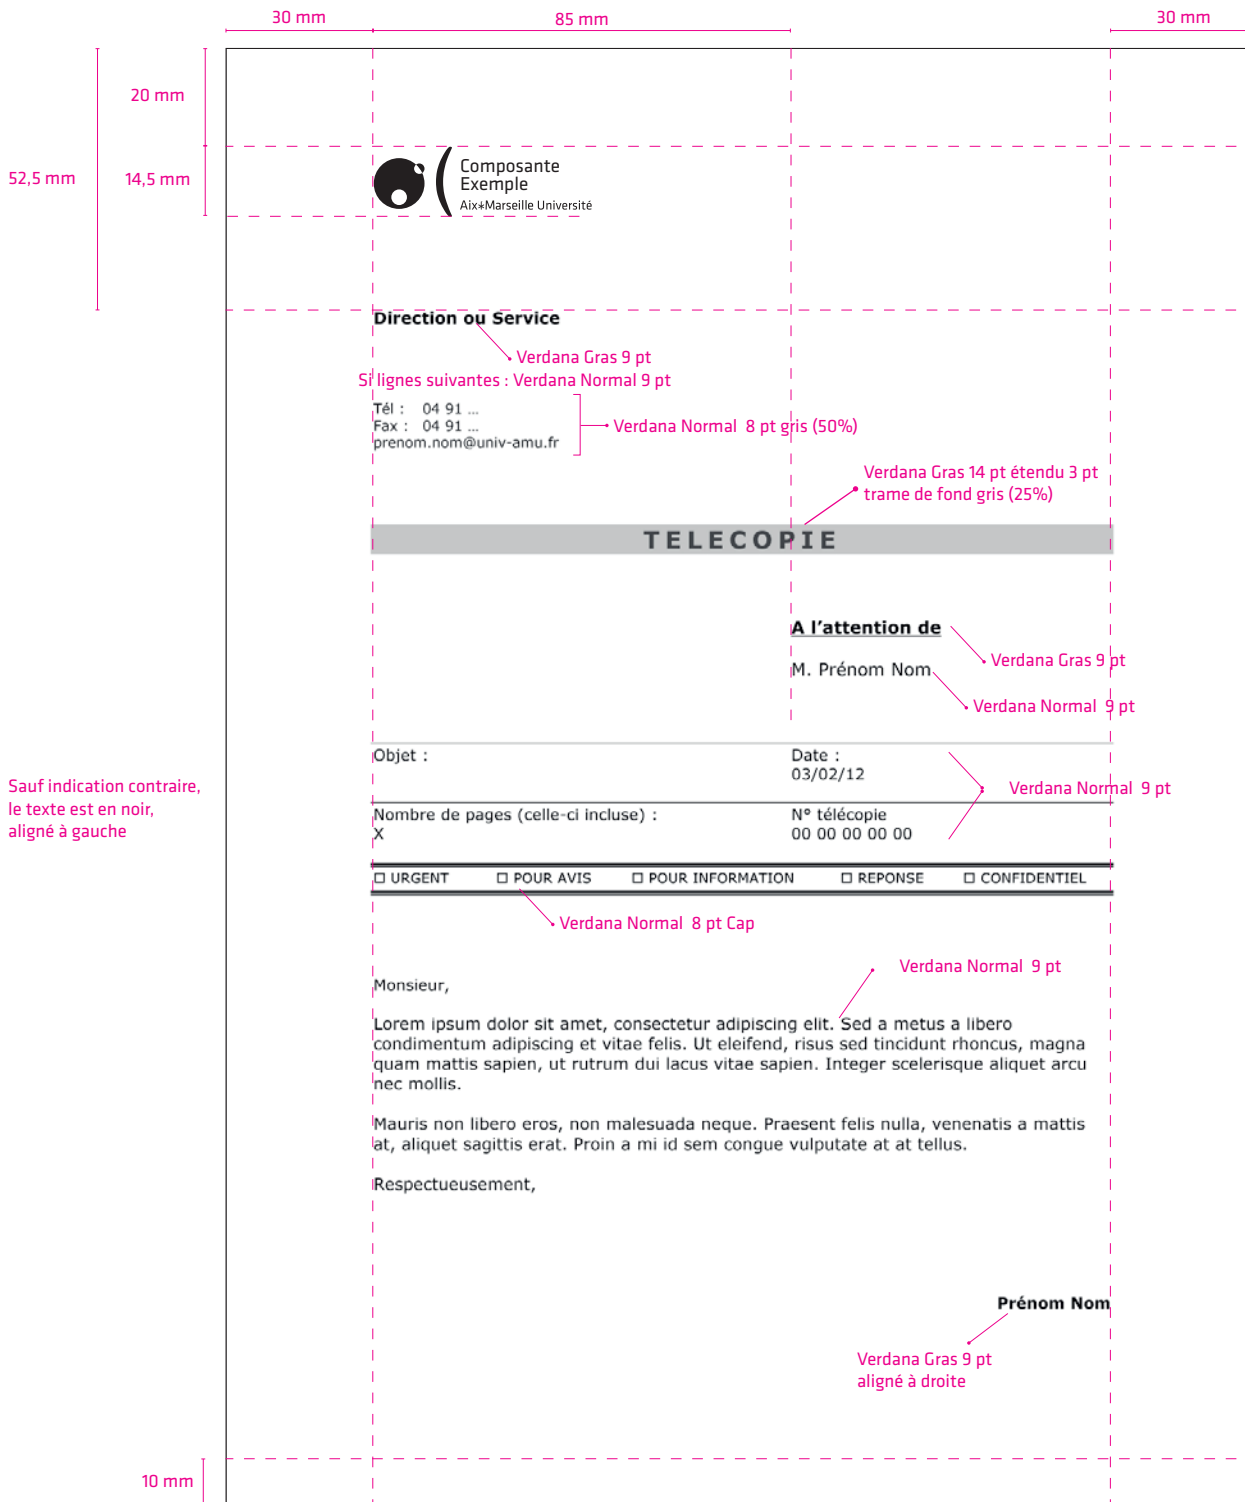 30 mm
85 mm
30 mm
20 mm
52,5 mm
14,5 mm
Composante
Exemple
Aix*Marseille Université
Direction ou Service
Verdana Gras 9 pt
Si lignes suivantes : Verdana Normal 9 pt
Tél : 04 91 ...
Fax : 04 91 ...
prenom.nom@univ-amu.fr
Verdana Normal 8 pt gris (50%)
Verdana Gras 14 pt étendu 3 pt
trame de fond gris (25%)
TELECOPIE
A l'attention de
Verdana Gras 9 pt
M. Prénom Nom
Verdana Normal 9 pt
Objet :
Date :
03/02/12
Sauf indication contraire,
le texte est en noir,
aligné à gauche
Verdana Normal 9 pt
Nombre de pages (celle-ci incluse) :
X
N° télécopie
00 00 00 00 00
☐ URGENT ☐ POUR AVIS ☐ POUR INFORMATION ☐ REPONSE ☐ CONFIDENTIEL
Verdana Normal 8 pt Cap
Verdana Normal 9 pt
Monsieur,
Lorem ipsum dolor sit amet, consectetur adipiscing elit. Sed a metus a libero
condimentum adipiscing et vitae felis. Ut eleifend, risus sed tincidunt rhoncus, magna
quam mattis sapien, ut rutrum dui lacus vitae sapien. Integer scelerisque aliquet arcu
nec mollis.
Mauris non libero eros, non malesuada neque. Praesent felis nulla, venenatis a mattis
at, aliquet sagittis erat. Proin a mi id sem congue vulputate at at tellus.
Respectueusement,
Prénom Nom
Verdana Gras 9 pt
aligné à droite
10 mm